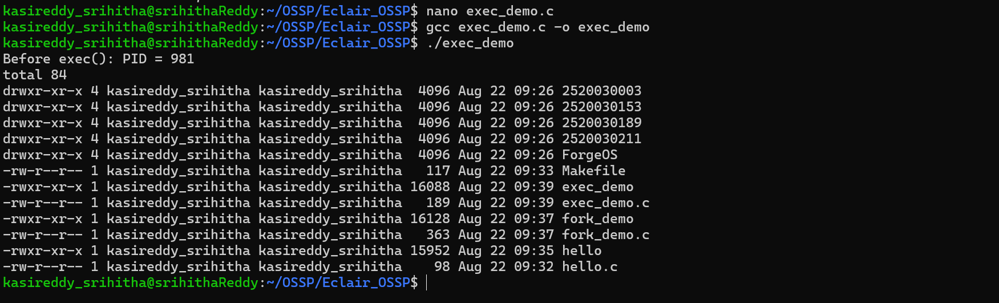 kasireddy_srihitha@srihithaReddy:~/OSSP/Eclair_OSSP$ nano exec_demo.c
kasireddy_srihitha@srihithaReddy:~/OSSP/Eclair_OSSP$ gcc exec_demo.c -o exec_demo
kasireddy_srihitha@srihithaReddy:~/OSSP/Eclair_OSSP$ ./exec_demo
Before exec(): PID = 981
total 84
drwxr-xr-x 4 kasireddy_srihitha kasireddy_srihitha  4096 Aug 22 09:26 2520030003
drwxr-xr-x 4 kasireddy_srihitha kasireddy_srihitha  4096 Aug 22 09:26 2520030153
drwxr-xr-x 4 kasireddy_srihitha kasireddy_srihitha  4096 Aug 22 09:26 2520030189
drwxr-xr-x 4 kasireddy_srihitha kasireddy_srihitha  4096 Aug 22 09:26 2520030211
drwxr-xr-x 4 kasireddy_srihitha kasireddy_srihitha  4096 Aug 22 09:26 ForgeOS
-rw-r--r-- 1 kasireddy_srihitha kasireddy_srihitha   117 Aug 22 09:33 Makefile
-rwxr-xr-x 1 kasireddy_srihitha kasireddy_srihitha 16088 Aug 22 09:39 exec_demo
-rw-r--r-- 1 kasireddy_srihitha kasireddy_srihitha   189 Aug 22 09:39 exec_demo.c
-rwxr-xr-x 1 kasireddy_srihitha kasireddy_srihitha 16128 Aug 22 09:37 fork_demo
-rw-r--r-- 1 kasireddy_srihitha kasireddy_srihitha   363 Aug 22 09:37 fork_demo.c
-rwxr-xr-x 1 kasireddy_srihitha kasireddy_srihitha 15952 Aug 22 09:35 hello
-rw-r--r-- 1 kasireddy_srihitha kasireddy_srihitha    98 Aug 22 09:32 hello.c
kasireddy_srihitha@srihithaReddy:~/OSSP/Eclair_OSSP$